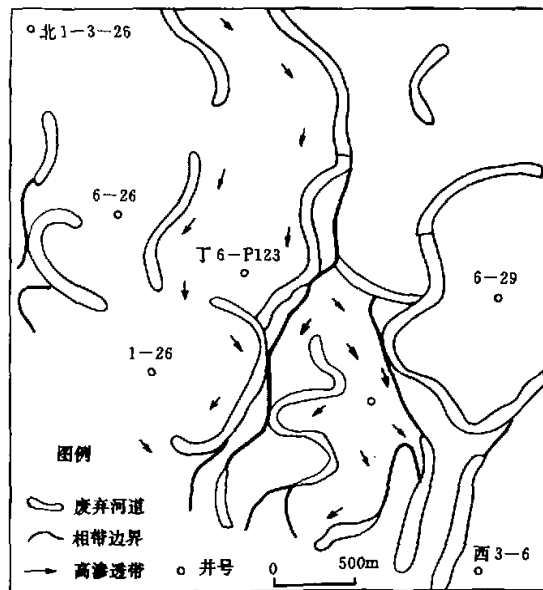 北1-3-26
6-26
丁6-P123
6-29
1-26
图例
废弃河道
相带边界
高渗透带
井号
0 500m
西3-6